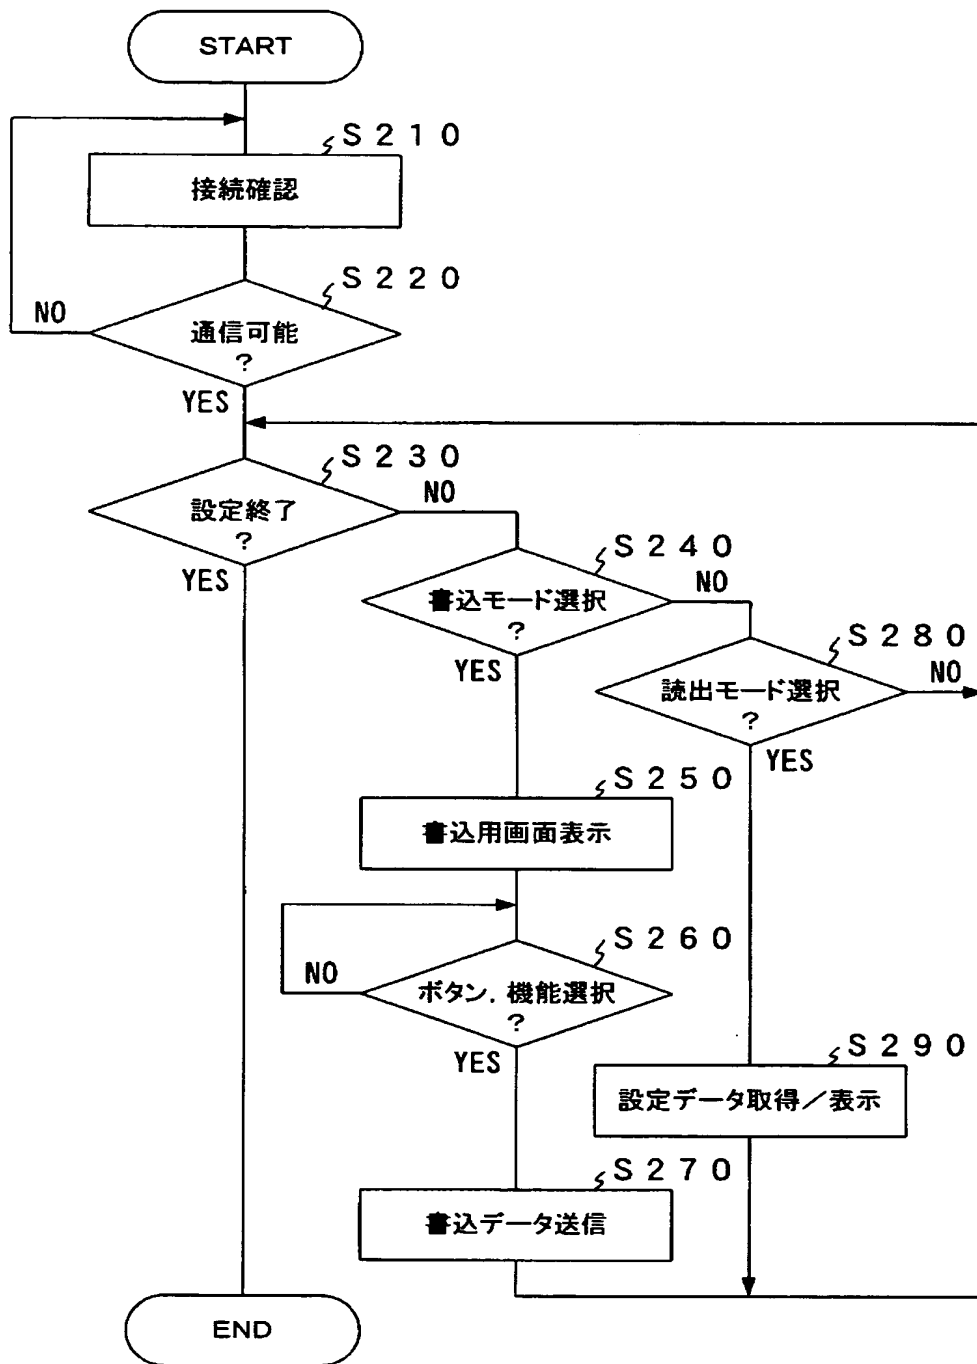 START
S210
接続確認
S220
通信可能
?
NO
YES
S230
設定終了
?
NO
YES
S240
書込モード選択
?
NO
YES
S280
読出モード選択
?
NO
YES
S250
書込用画面表示
S260
ボタン,機能選択
?
NO
YES
S290
設定データ取得/表示
S270
書込データ送信
END